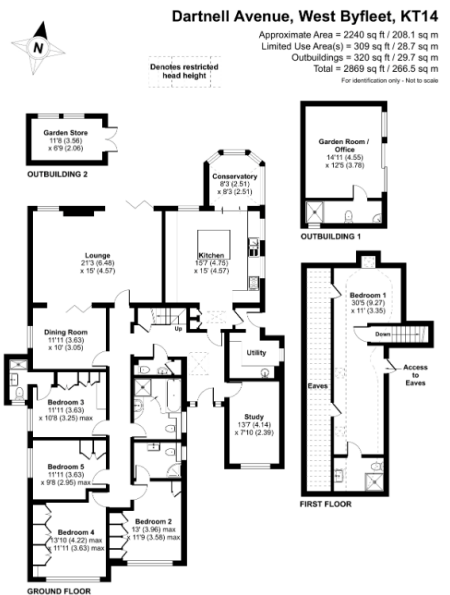 Dartnell Avenue, West Byfleet, KT14
Approximate Area = 2240 sq ft / 208.1 sq m
Limited Use Area(s) = 309 sq ft / 28.7 sq m
Outbuildings = 320 sq ft / 29.7 sq m
Total = 2869 sq ft / 266.5 sq m
For identification only - Not to scale
N
Denotes restricted
head height
Garden Store
11'8 (3.56)
x 6'9 (2.06)
OUTBUILDING 2
Conservatory
8'3 (2.51)
x 8'3 (2.51)
Garden Room /
Office
14'11 (4.55)
x 12'5 (3.78)
OUTBUILDING 1
Lounge
21'3 (6.48)
x 15' (4.57)
Kitchen
15'7 (4.75)
x 15' (4.57)
Up
Dining Room
11'11 (3.63)
x 10' (3.05)
Utility
Bedroom 3
11'11 (3.63)
x 10'8 (3.25) max
Study
13'7 (4.14)
x 7'10 (2.39)
Bedroom 5
11'11 (3.63)
x 9'8 (2.95) max
Bedroom 4
13'10 (4.22) max
x 11'11 (3.63) max
Bedroom 2
13' (3.96) max
x 11'9 (3.58) max
GROUND FLOOR
Bedroom 1
30'5 (9.27)
x 11' (3.35)
Down
Eaves
Access to
Eaves
FIRST FLOOR